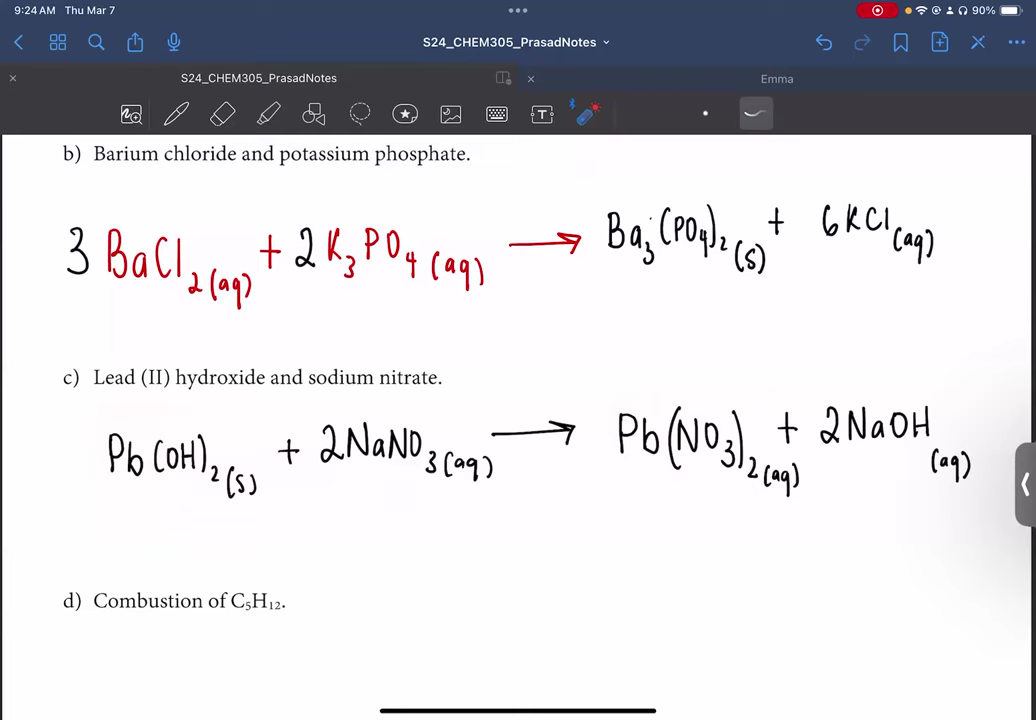 9:24 AM Thu Mar 7
90%
S24_CHEM305_PrasadNotes
S24_CHEM305_PrasadNotes
Emma
b) Barium chloride and potassium phosphate.
3 BaCl₂(aq) + 2 K₃PO₄(aq) → Ba₃(PO₄)₂(s) + 6KCl(aq)
c) Lead (II) hydroxide and sodium nitrate.
Pb(OH)₂(s) + 2NaNO₃(aq) → Pb(NO₃)₂(aq) + 2NaOH(aq)
d) Combustion of C₅H₁₂.